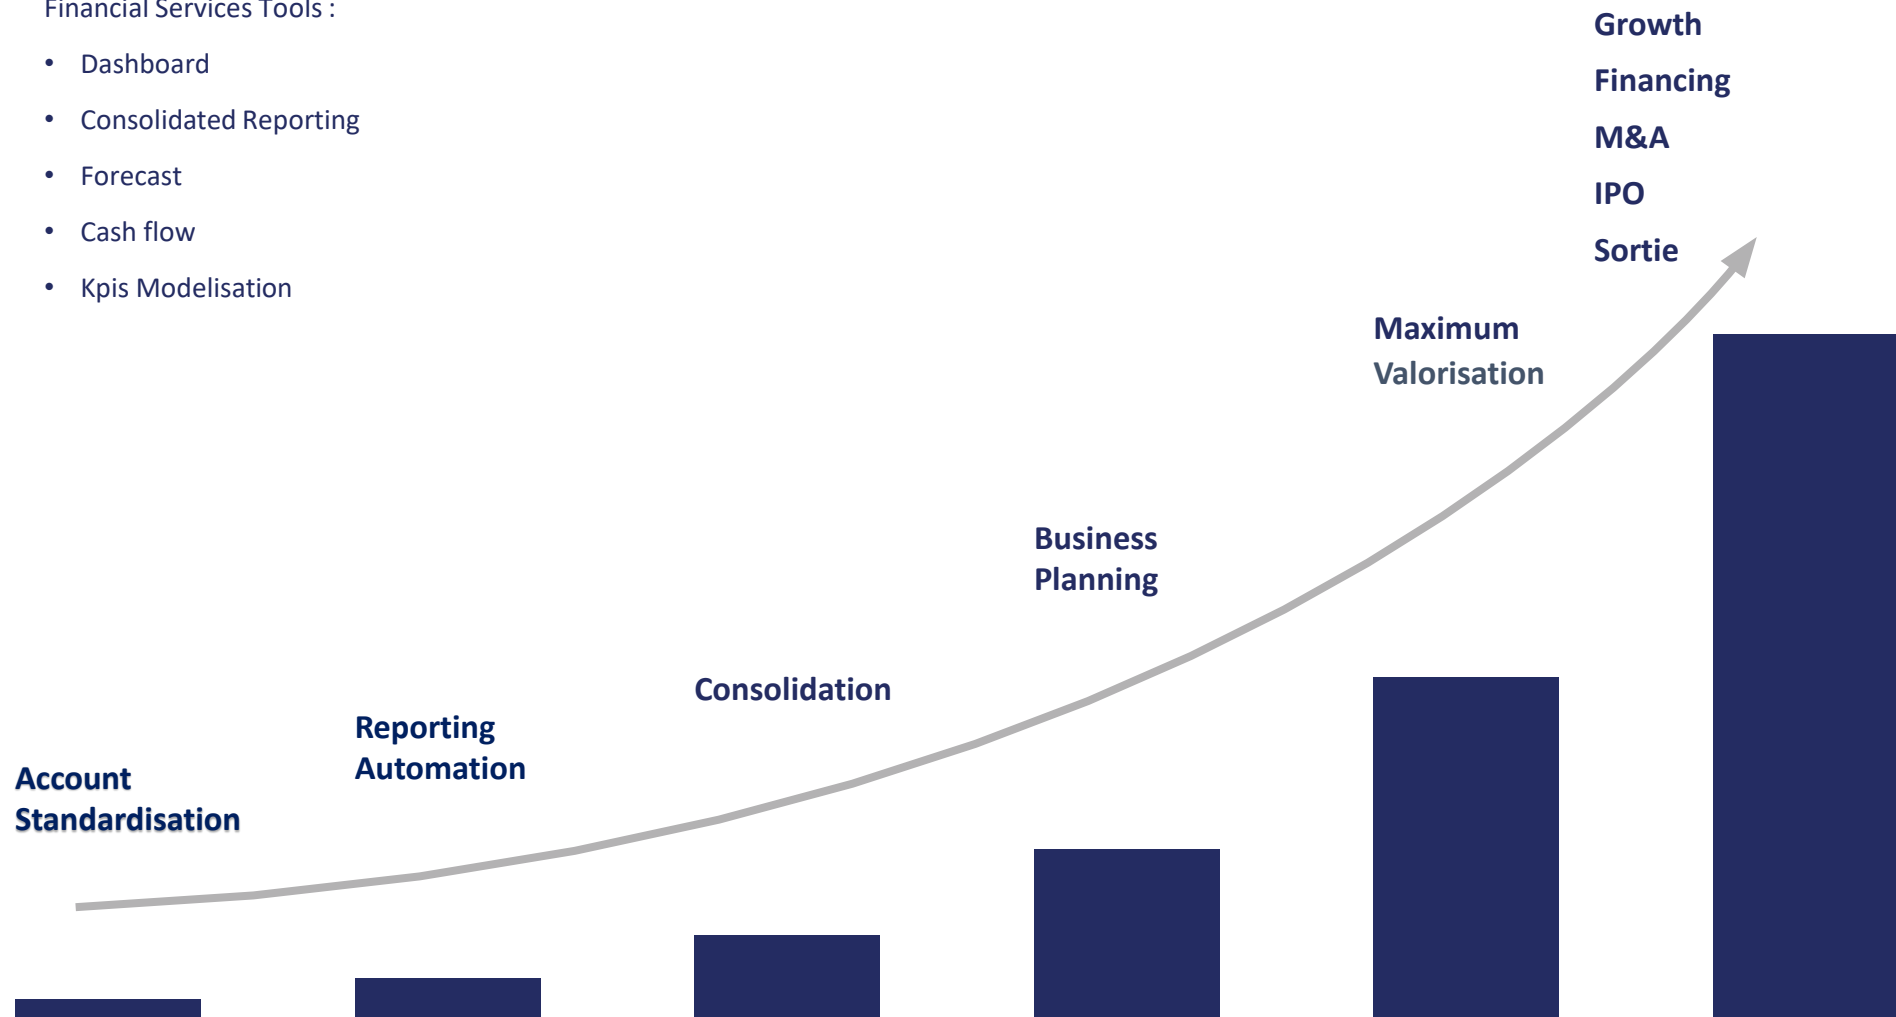 Financial Services Tools :
• Dashboard
• Consolidated Reporting
• Forecast
• Cash flow
• Kpis Modelisation
Growth
Financing
M&A
IPO
Sortie
Maximum
Valorisation
Business
Planning
Consolidation
Reporting
Automation
Account
Standardisation